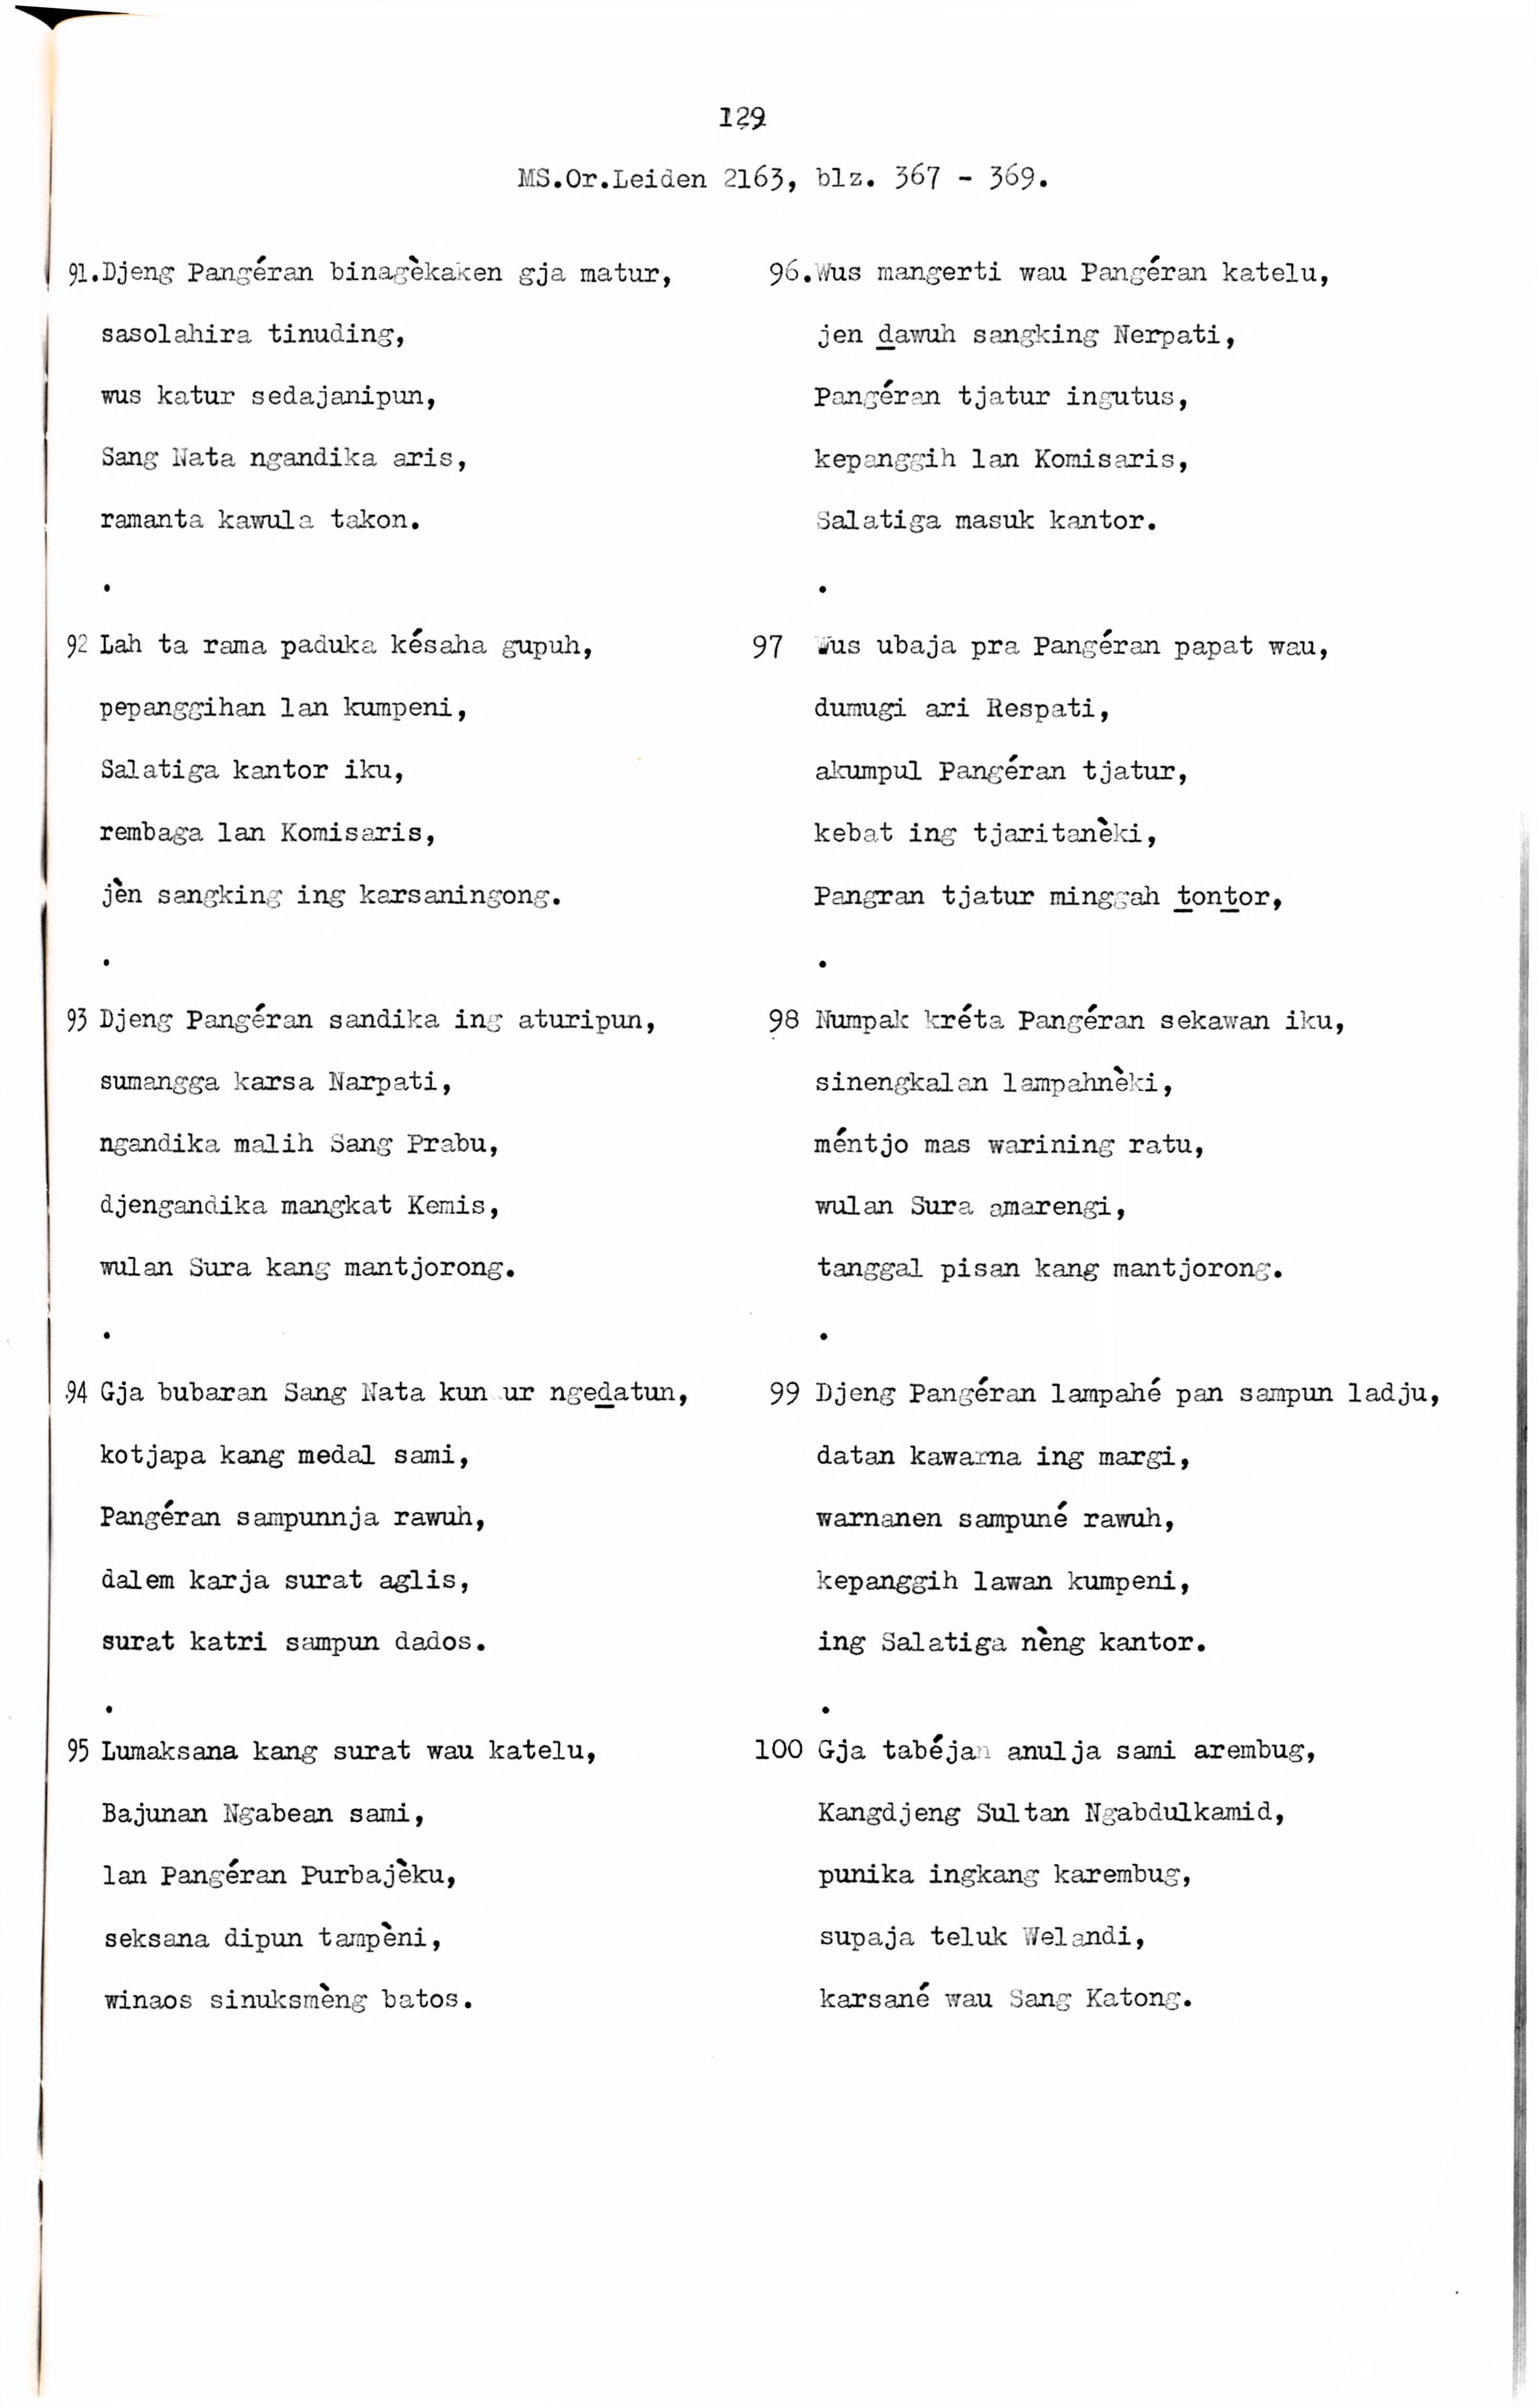 129
MS.Or.Leiden 2163, blz. 367 - 369.
91.Djeng Pangéran binagèkaken gja matur,
sasolahira tinuding,
wus katur sedajanipun,
Sang Nata ngandika aris,
ramanta kawula takon.
.
92 Lah ta rama paduka késaha gupuh,
pepanggihan lan kumpeni,
Salatiga kantor iku,
rembaga lan Komisaris,
jèn sangking ing karsaningong.
.
93 Djeng Pangéran sandika ing aturipun,
sumangga karsa Narpati,
ngandika malih Sang Prabu,
djengandika mangkat Kemis,
wulan Sura kang mantjorong.
.
94 Gja bubaran Sang Nata kun ur ngeḏatun,
kotjapa kang medal sami,
Pangéran sampunnja rawuh,
dalem karja surat aglis,
surat katri sampun dados.
.
95 Lumaksana kang surat wau katelu,
Bajunan Ngabean sami,
lan Pangéran Purbajèku,
seksana dipun tampèni,
winaos sinuksmèng batos.
96.Wus mangerti wau Pangéran katelu,
jen ḏawuh sangking Nerpati,
Pangéran tjatur ingutus,
kepanggih lan Komisaris,
Salatiga masuk kantor.
.
97 Wus ubaja pra Pangéran papat wau,
dumugi ari Respati,
akumpul Pangéran tjatur,
kebat ing tjaritanèki,
Pangran tjatur minggah ṯonṯor,
.
98 Numpak kréta Pangéran sekawan iku,
sinengkalan lampahnèki,
méntjo mas warining ratu,
wulan Sura amarengi,
tanggal pisan kang mantjorong.
.
99 Djeng Pangéran lampahé pan sampun ladju,
datan kawarna ing margi,
warnanen sampuné rawuh,
kepanggih lawan kumpeni,
ing Salatiga nèng kantor.
.
100 Gja tabéjan anulja sami arembug,
Kangdjeng Sultan Ngabdulkamid,
punika ingkang karembug,
supaja teluk Welandi,
karsané wau Sang Katong.